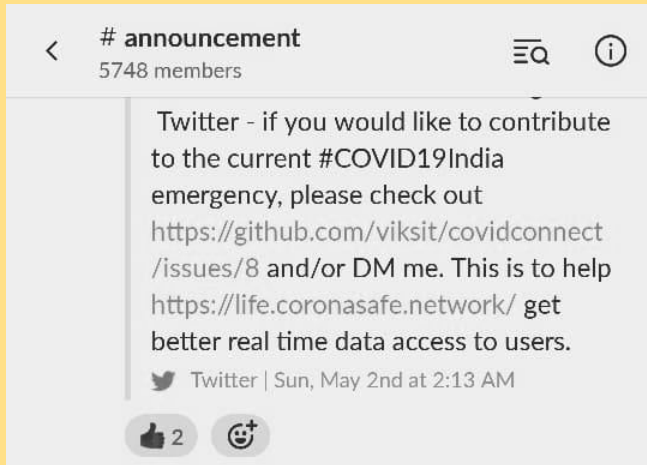 # announcement
5748 members
Twitter - if you would like to contribute
to the current #COVID19India
emergency, please check out
https://github.com/viksit/covidconnect
/issues/8 and/or DM me. This is to help
https://life.coronasafe.network/ get
better real time data access to users.
Twitter | Sun, May 2nd at 2:13 AM
2